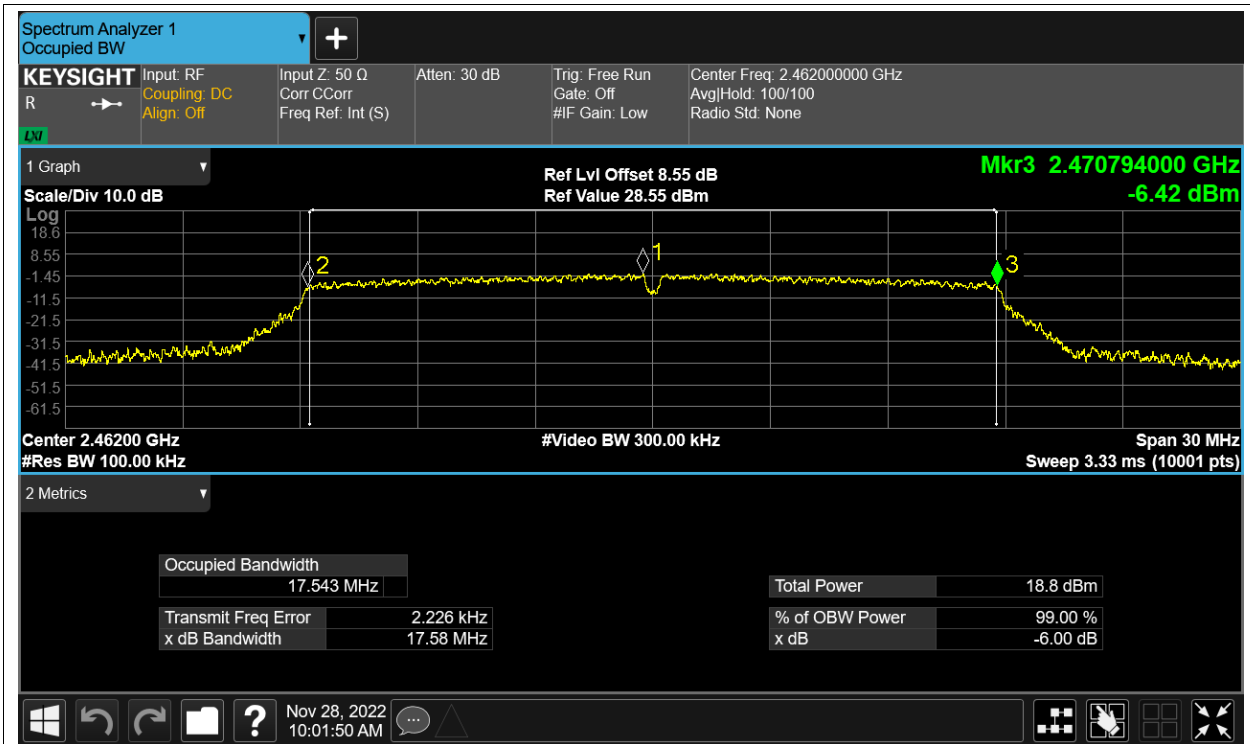 Spectrum Analyzer 1
Occupied BW
▼
+
KEYSIGHT
R
LXI
Input: RF
Coupling: DC
Align: Off
Input Z: 50 Ω
Corr CCorr
Freq Ref: Int (S)
Atten: 30 dB
Trig: Free Run
Gate: Off
#IF Gain: Low
Center Freq: 2.462000000 GHz
Avg|Hold: 100/100
Radio Std: None
1 Graph ▼
Scale/Div 10.0 dB
Ref Lvl Offset 8.55 dB
Ref Value 28.55 dBm
Mkr3 2.470794000 GHz
-6.42 dBm
Log
18.6
8.55
-1.45
-11.5
-21.5
-31.5
-41.5
-51.5
-61.5
2
1
3
Center 2.46200 GHz
#Res BW 100.00 kHz
#Video BW 300.00 kHz
Span 30 MHz
Sweep 3.33 ms (10001 pts)
2 Metrics ▼
Occupied Bandwidth
17.543 MHz
Transmit Freq Error 2.226 kHz
x dB Bandwidth 17.58 MHz
Total Power 18.8 dBm
% of OBW Power 99.00 %
x dB -6.00 dB
?
Nov 28, 2022
10:01:50 AM